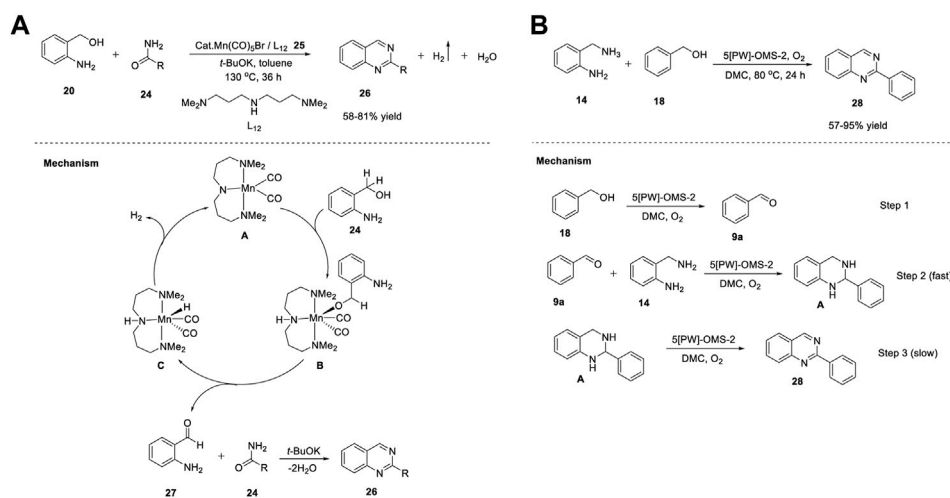 A
OH
NH2
20
+
NH2
O R
24
Cat.Mn(CO)5Br / L12 25
t-BuOK, toluene
130 ºC, 36 h
Me2N N H NMe2
L12
N
N R
26
+ H2 + H2O
58-81% yield
Mechanism
NMe2
CO
N Mn
CO
NMe2
A
H
H
OH
NH2
24
H2
NMe2
H
H N Mn CO
CO
NMe2
C
NH2
NMe2 O H
H N Mn CO
CO
NMe2
B
O
H
NH2
27
+
NH2
O R
24
t-BuOK
-2H2O
N
N R
26
B
NH3
NH2
14
+
OH
18
5[PW]-OMS-2, O2
DMC, 80 ºC, 24 h
N
N
28
57-95% yield
Mechanism
OH
18
5[PW]-OMS-2
DMC, O2
O
9a
Step 1
O
9a
+
NH2
NH2
14
5[PW]-OMS-2
DMC, O2
NH
N
H
A
Step 2 (fast)
NH
N
H
A
5[PW]-OMS-2
DMC, O2
N
N
28
Step 3 (slow)